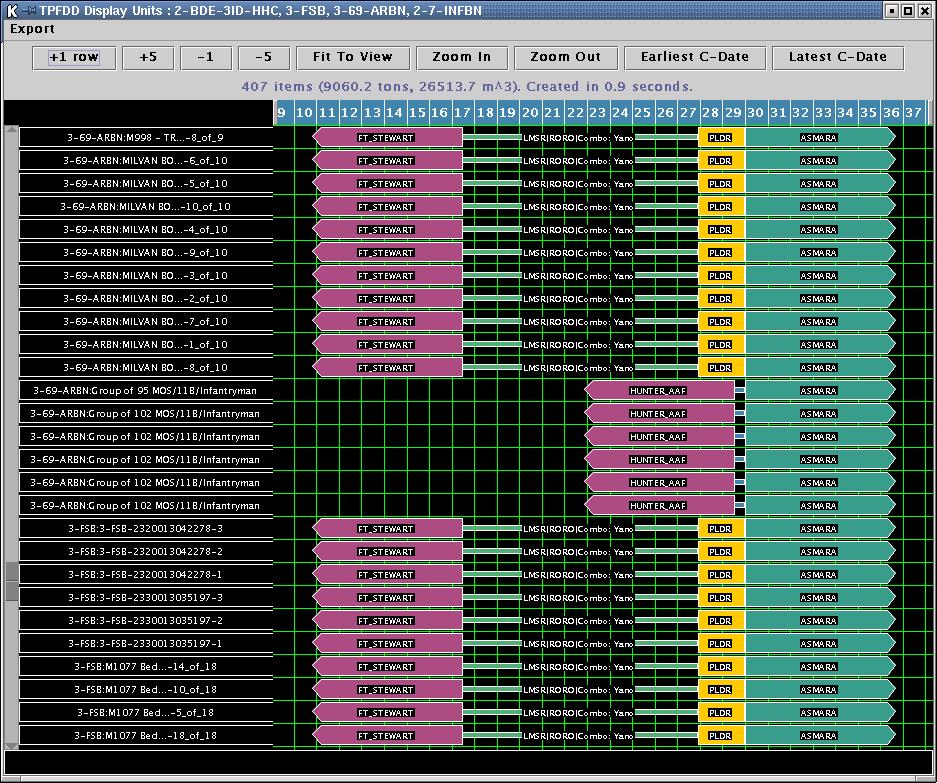 TPFDD Display Units : 2-BDE-3ID-HHC, 3-FSB, 3-69-ARBN, 2-7-INFBN
Export
+1 row +5 -1 -5 Fit To View Zoom In Zoom Out Earliest C-Date Latest C-Date
407 items (9060.2 tons, 26513.7 m^3). Created in 0.9 seconds.
9 10 11 12 13 14 15 16 17 18 19 20 21 22 23 24 25 26 27 28 29 30 31 32 33 34 35 36 37
3-69-ARBN:M998 - TR...-8_of_9 FT_STEWART LMSR|RORO|Combo: Yano PLDR ASMARA
3-69-ARBN:MILVAN BO...-6_of_10 FT_STEWART LMSR|RORO|Combo: Yano PLDR ASMARA
3-69-ARBN:MILVAN BO...-5_of_10 FT_STEWART LMSR|RORO|Combo: Yano PLDR ASMARA
3-69-ARBN:MILVAN BO...-10_of_10 FT_STEWART LMSR|RORO|Combo: Yano PLDR ASMARA
3-69-ARBN:MILVAN BO...-4_of_10 FT_STEWART LMSR|RORO|Combo: Yano PLDR ASMARA
3-69-ARBN:MILVAN BO...-9_of_10 FT_STEWART LMSR|RORO|Combo: Yano PLDR ASMARA
3-69-ARBN:MILVAN BO...-3_of_10 FT_STEWART LMSR|RORO|Combo: Yano PLDR ASMARA
3-69-ARBN:MILVAN BO...-2_of_10 FT_STEWART LMSR|RORO|Combo: Yano PLDR ASMARA
3-69-ARBN:MILVAN BO...-7_of_10 FT_STEWART LMSR|RORO|Combo: Yano PLDR ASMARA
3-69-ARBN:MILVAN BO...-1_of_10 FT_STEWART LMSR|RORO|Combo: Yano PLDR ASMARA
3-69-ARBN:MILVAN BO...-8_of_10 FT_STEWART LMSR|RORO|Combo: Yano PLDR ASMARA
3-69-ARBN:Group of 95 MOS/11B/Infantryman HUNTER_AAF ASMARA
3-69-ARBN:Group of 102 MOS/11B/Infantryman HUNTER_AAF ASMARA
3-69-ARBN:Group of 102 MOS/11B/Infantryman HUNTER_AAF ASMARA
3-69-ARBN:Group of 102 MOS/11B/Infantryman HUNTER_AAF ASMARA
3-69-ARBN:Group of 102 MOS/11B/Infantryman HUNTER_AAF ASMARA
3-69-ARBN:Group of 102 MOS/11B/Infantryman HUNTER_AAF ASMARA
3-FSB:3-FSB-2320013042278-3 FT_STEWART LMSR|RORO|Combo: Yano PLDR ASMARA
3-FSB:3-FSB-2320013042278-2 FT_STEWART LMSR|RORO|Combo: Yano PLDR ASMARA
3-FSB:3-FSB-2320013042278-1 FT_STEWART LMSR|RORO|Combo: Yano PLDR ASMARA
3-FSB:3-FSB-2330013035197-3 FT_STEWART LMSR|RORO|Combo: Yano PLDR ASMARA
3-FSB:3-FSB-2330013035197-2 FT_STEWART LMSR|RORO|Combo: Yano PLDR ASMARA
3-FSB:3-FSB-2330013035197-1 FT_STEWART LMSR|RORO|Combo: Yano PLDR ASMARA
3-FSB:M1077 Bed...-14_of_18 FT_STEWART LMSR|RORO|Combo: Yano PLDR ASMARA
3-FSB:M1077 Bed...-10_of_18 FT_STEWART LMSR|RORO|Combo: Yano PLDR ASMARA
3-FSB:M1077 Bed...-5_of_18 FT_STEWART LMSR|RORO|Combo: Yano PLDR ASMARA
3-FSB:M1077 Bed...-18_of_18 FT_STEWART LMSR|RORO|Combo: Yano PLDR ASMARA